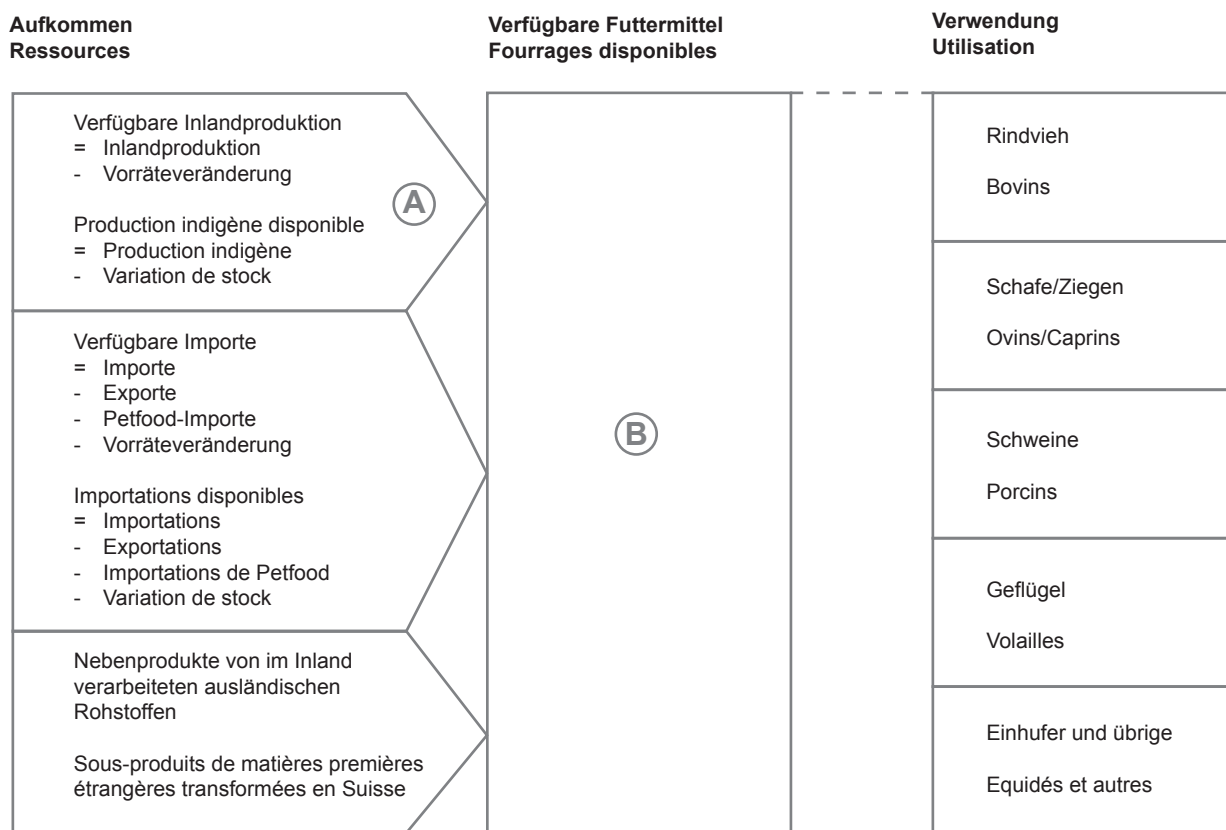 Aufkommen
Ressources
Verfügbare Futtermittel
Fourrages disponibles
Verwendung
Utilisation
Verfügbare Inlandproduktion
= Inlandproduktion
- Vorräteveränderung
Production indigène disponible
= Production indigène
- Variation de stock
A
Verfügbare Importe
= Importe
- Exporte
- Petfood-Importe
- Vorräteveränderung
Importations disponibles
= Importations
- Exportations
- Importations de Petfood
- Variation de stock
Nebenprodukte von im Inland
verarbeiteten ausländischen
Rohstoffen
Sous-produits de matières premières
étrangères transformées en Suisse
B
Rindvieh
Bovins
Schafe/Ziegen
Ovins/Caprins
Schweine
Porcins
Geflügel
Volailles
Einhufer und übrige
Equidés et autres